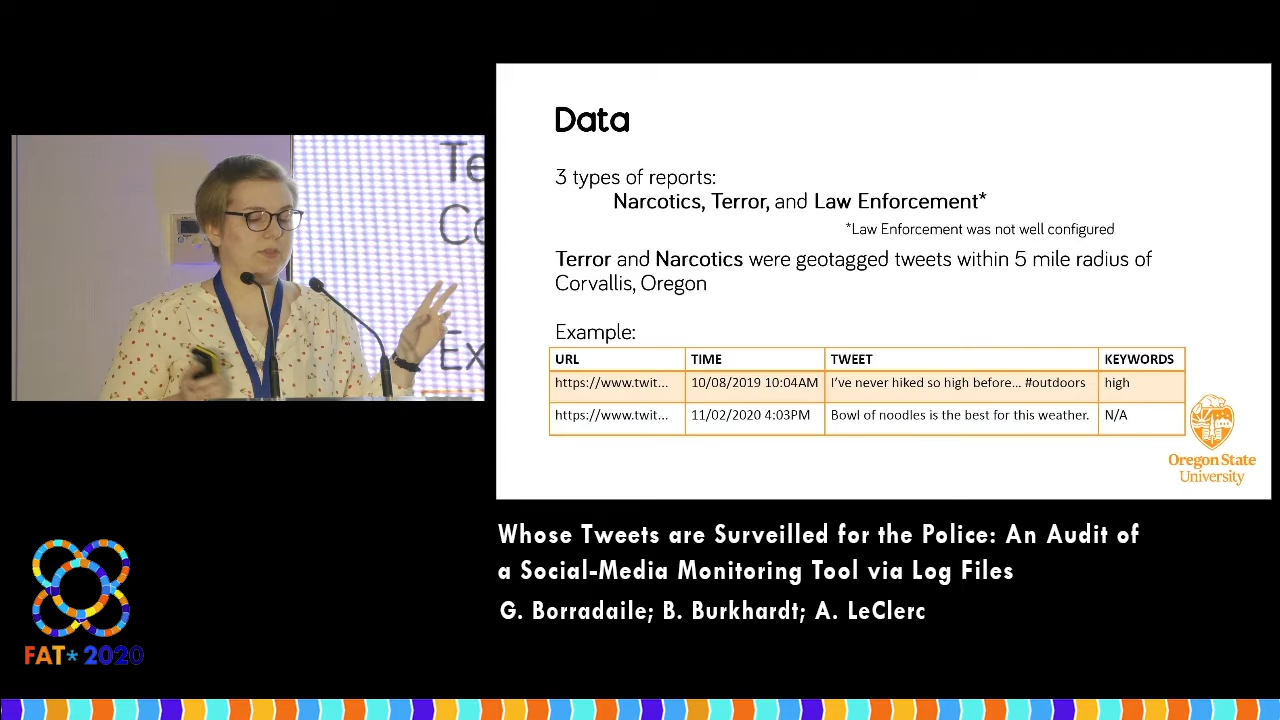 Te
Co
Ex
Data
3 types of reports:
Narcotics, Terror, and Law Enforcement*
*Law Enforcement was not well configured
Terror and Narcotics were geotagged tweets within 5 mile radius of
Corvallis, Oregon
Example:
URL TIME TWEET KEYWORDS
https://www.twit... 10/08/2019 10:04AM I've never hiked so high before... #outdoors high
https://www.twit... 11/02/2020 4:03PM Bowl of noodles is the best for this weather. N/A
Oregon State
University
Whose Tweets are Surveilled for the Police: An Audit of
a Social-Media Monitoring Tool via Log Files
G. Borradaile; B. Burkhardt; A. LeClerc
FAT* 2020